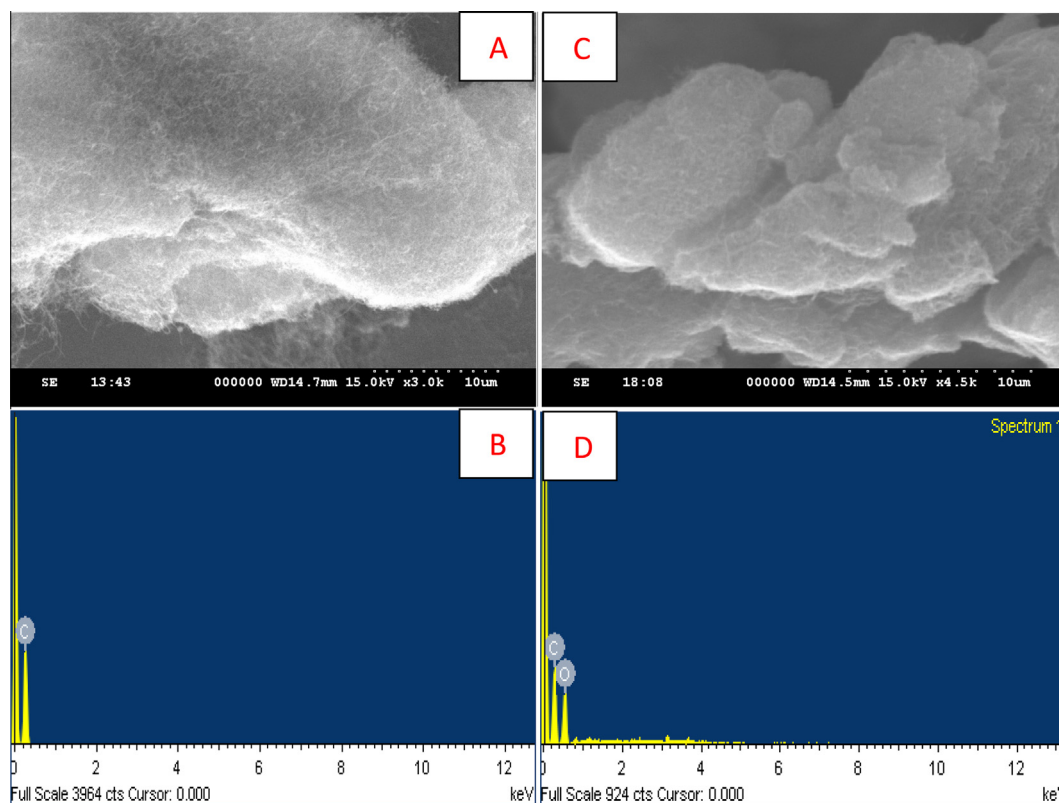 A
C
SE 13:43 000000 WD14.7mm 15.0kV x3.0k 10um
SE 18:08 000000 WD14.5mm 15.0kV x4.5k 10um
B
D
Spectrum 1
C
C
O
0 2 4 6 8 10 12
0 2 4 6 8 10 12
Full Scale 3964 cts Cursor: 0.000 keV
Full Scale 924 cts Cursor: 0.000 ke